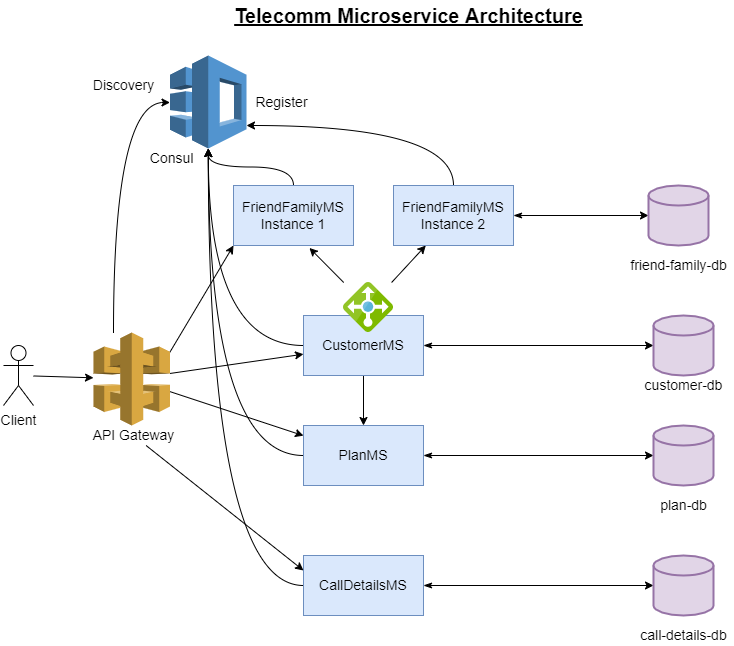 Telecomm Microservice Architecture
Discovery
Register
Consul
FriendFamilyMS
Instance 1
FriendFamilyMS
Instance 2
friend-family-db
CustomerMS
customer-db
Client
API Gateway
PlanMS
plan-db
CallDetailsMS
call-details-db